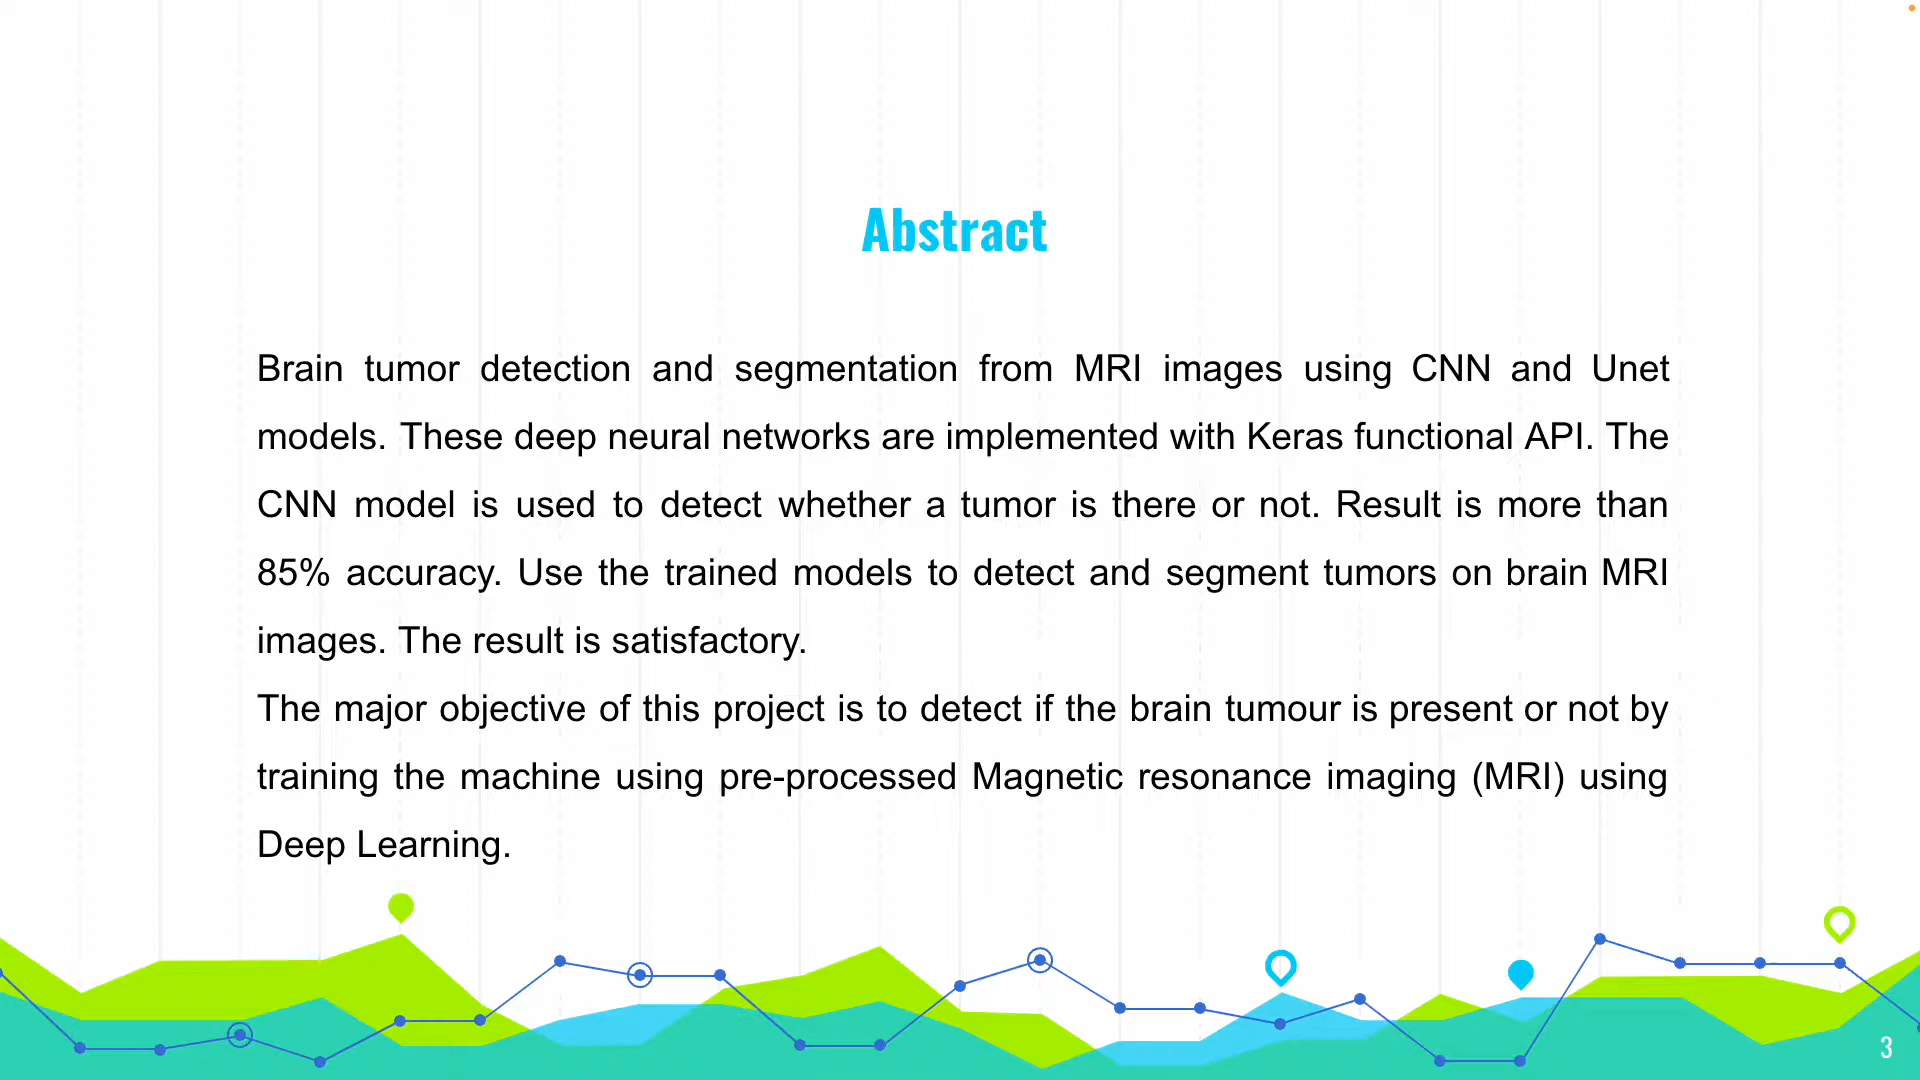 Abstract
Brain tumor detection and segmentation from MRI images using CNN and Unet
models. These deep neural networks are implemented with Keras functional API. The
CNN model is used to detect whether a tumor is there or not. Result is more than
85% accuracy. Use the trained models to detect and segment tumors on brain MRI
images. The result is satisfactory.
The major objective of this project is to detect if the brain tumour is present or not by
training the machine using pre-processed Magnetic resonance imaging (MRI) using
Deep Learning.
3